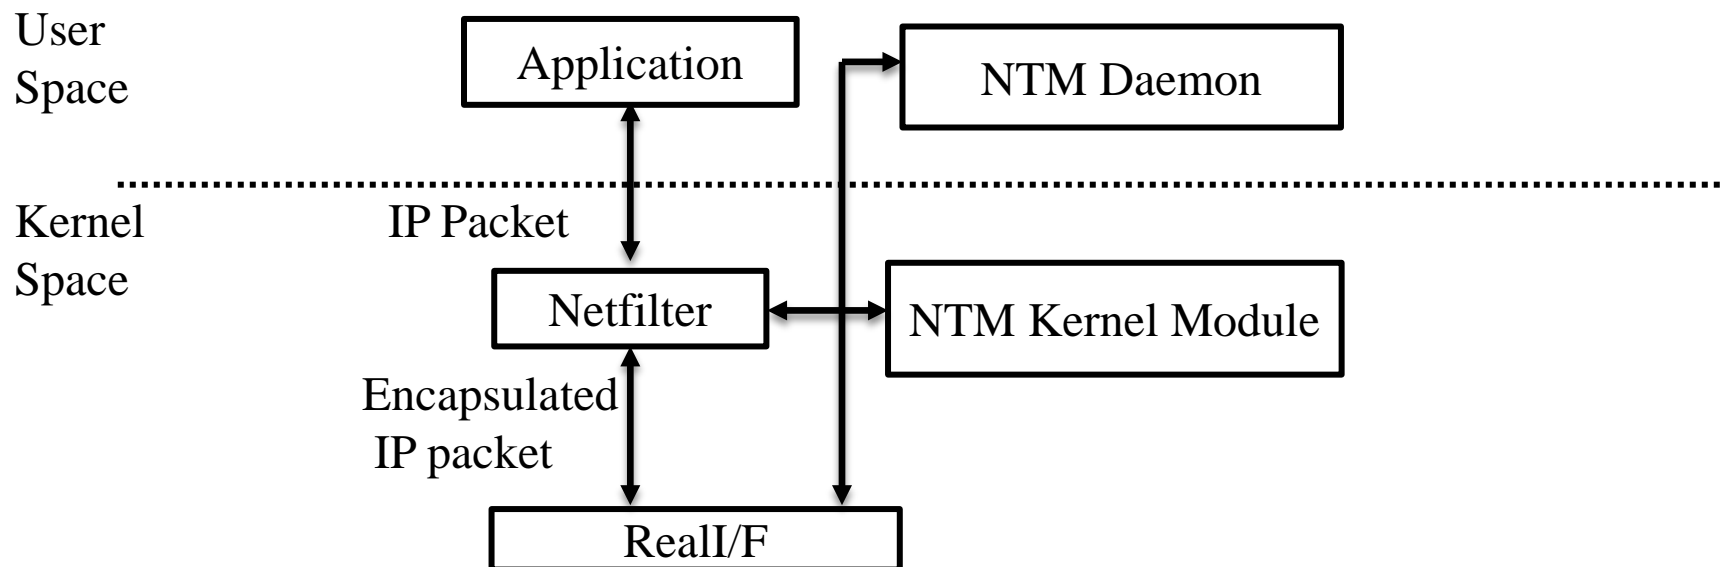 User
Space
Application
NTM Daemon
Kernel
Space
IP Packet
Netfilter
NTM Kernel Module
Encapsulated
IP packet
RealI/F